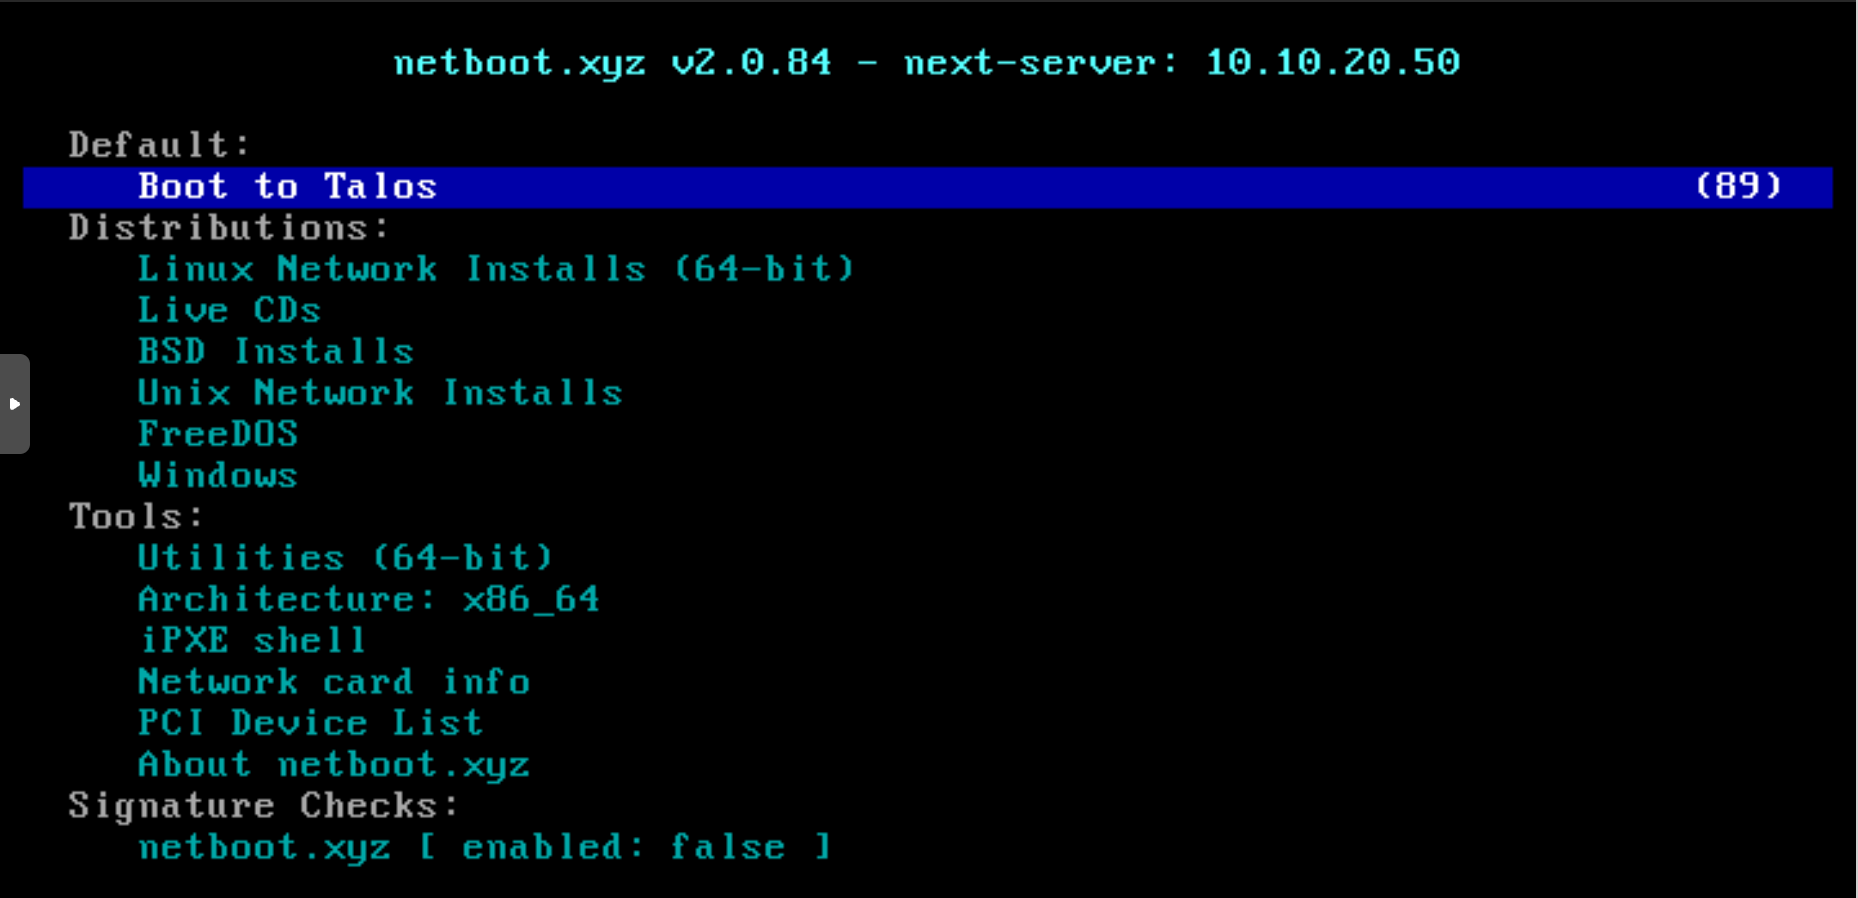 netboot.xyz v2.0.84 - next-server: 10.10.20.50
Default:
Boot to Talos (89)
Distributions:
Linux Network Installs (64-bit)
Live CDs
BSD Installs
Unix Network Installs
FreeDOS
Windows
Tools:
Utilities (64-bit)
Architecture: x86_64
iPXE shell
Network card info
PCI Device List
About netboot.xyz
Signature Checks:
netboot.xyz [ enabled: false ]